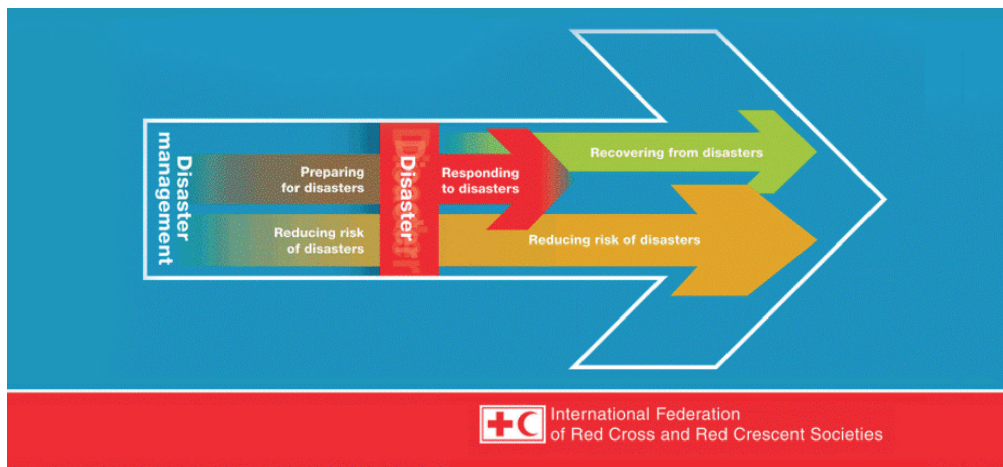 Disaster
management
Preparing
for disasters
Reducing risk
of disasters
Disaster
Disaster
Responding
to disasters
Recovering from disasters
Reducing risk of disasters
International Federation
of Red Cross and Red Crescent Societies